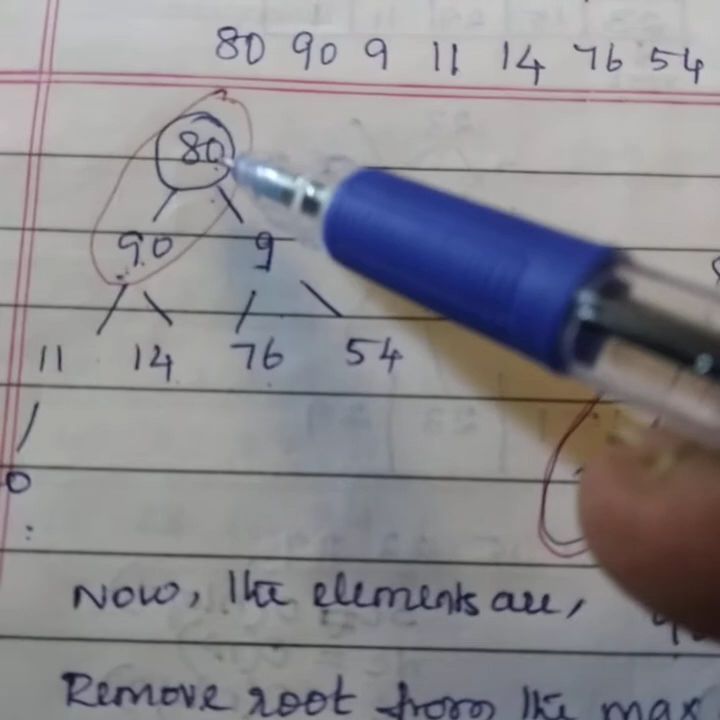 80 90 9 11 14 76 54
80
90 9
11 14 76 54
0
Now, the elements are,
Remove root from the max